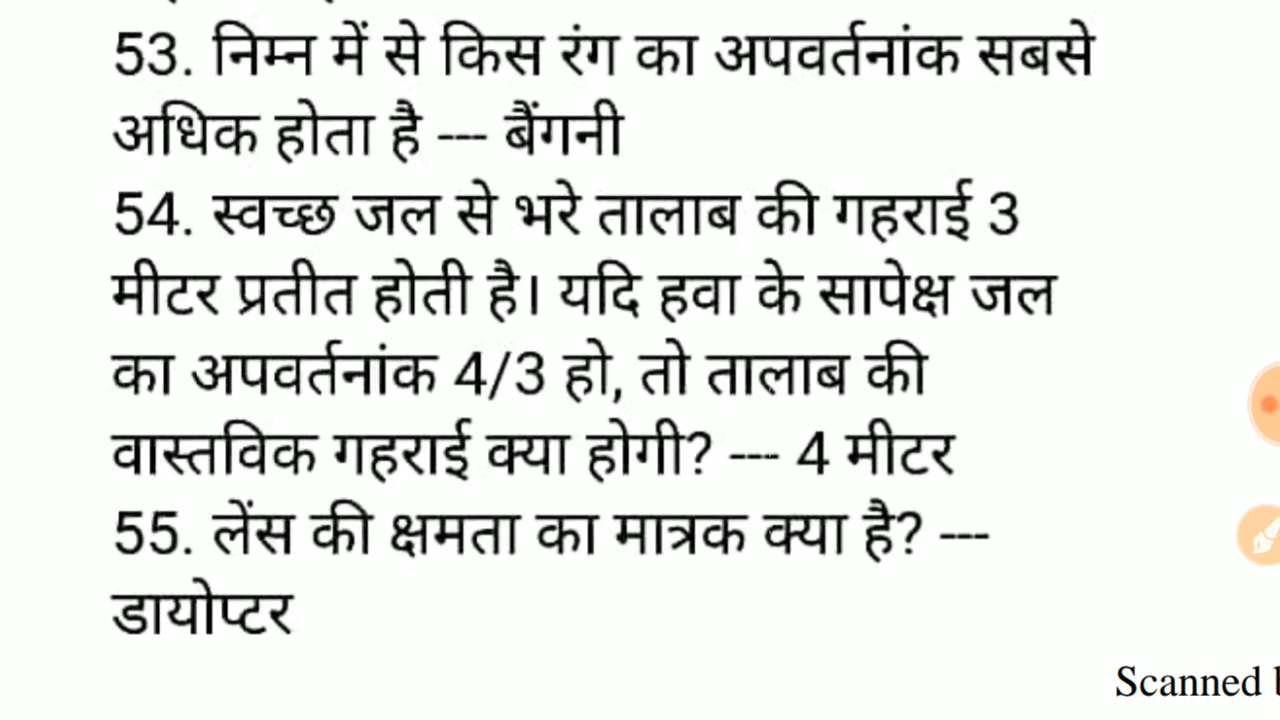 53. निम्न में से किस रंग का अपवर्तनांक सबसे
अधिक होता है --- बैंगनी
54. स्वच्छ जल से भरे तालाब की गहराई 3
मीटर प्रतीत होती है। यदि हवा के सापेक्ष जल
का अपवर्तनांक 4/3 हो, तो तालाब की
वास्तविक गहराई क्या होगी? --- 4 मीटर
55. लेंस की क्षमता का मात्रक क्या है? ---
डायोप्टर
Scanned